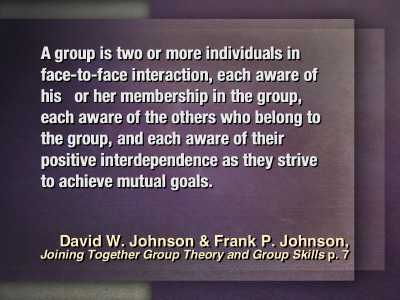 A group is two or more individuals in
face-to-face interaction, each aware of
his or her membership in the group,
each aware of the others who belong to
the group, and each aware of their
positive interdependence as they strive
to achieve mutual goals.
David W. Johnson & Frank P. Johnson,
Joining Together Group Theory and Group Skills p. 7